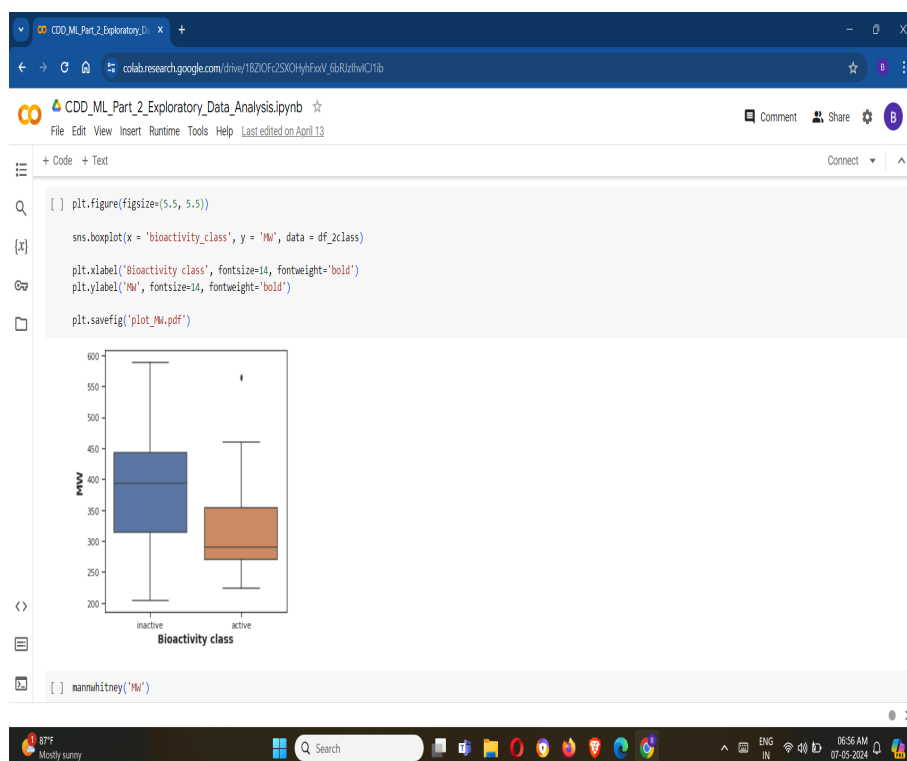 CDD_ML_Part_2_Exploratory_Da
colab.research.google.com/drive/1BZlOFc2SXOHyhFxxV_6bRJzlhvlCJ1ib
B
CDD_ML_Part_2_Exploratory_Data_Analysis.ipynb
Comment Share B
File Edit View Insert Runtime Tools Help Last edited on April 13
+ Code + Text Connect
[ ] plt.figure(figsize=(5.5, 5.5))
sns.boxplot(x = 'bioactivity_class', y = 'MW', data = df_2class)
{x}
plt.xlabel('Bioactivity class', fontsize=14, fontweight='bold')
plt.ylabel('MW', fontsize=14, fontweight='bold')
plt.savefig('plot_MW.pdf')
600
550
500
450
MW
400
350
300
250
200
inactive active
Bioactivity class
[ ] mannwhitney('MW')
1
87°F
Mostly sunny
Search
ENG
IN
06:56 AM
07-05-2024